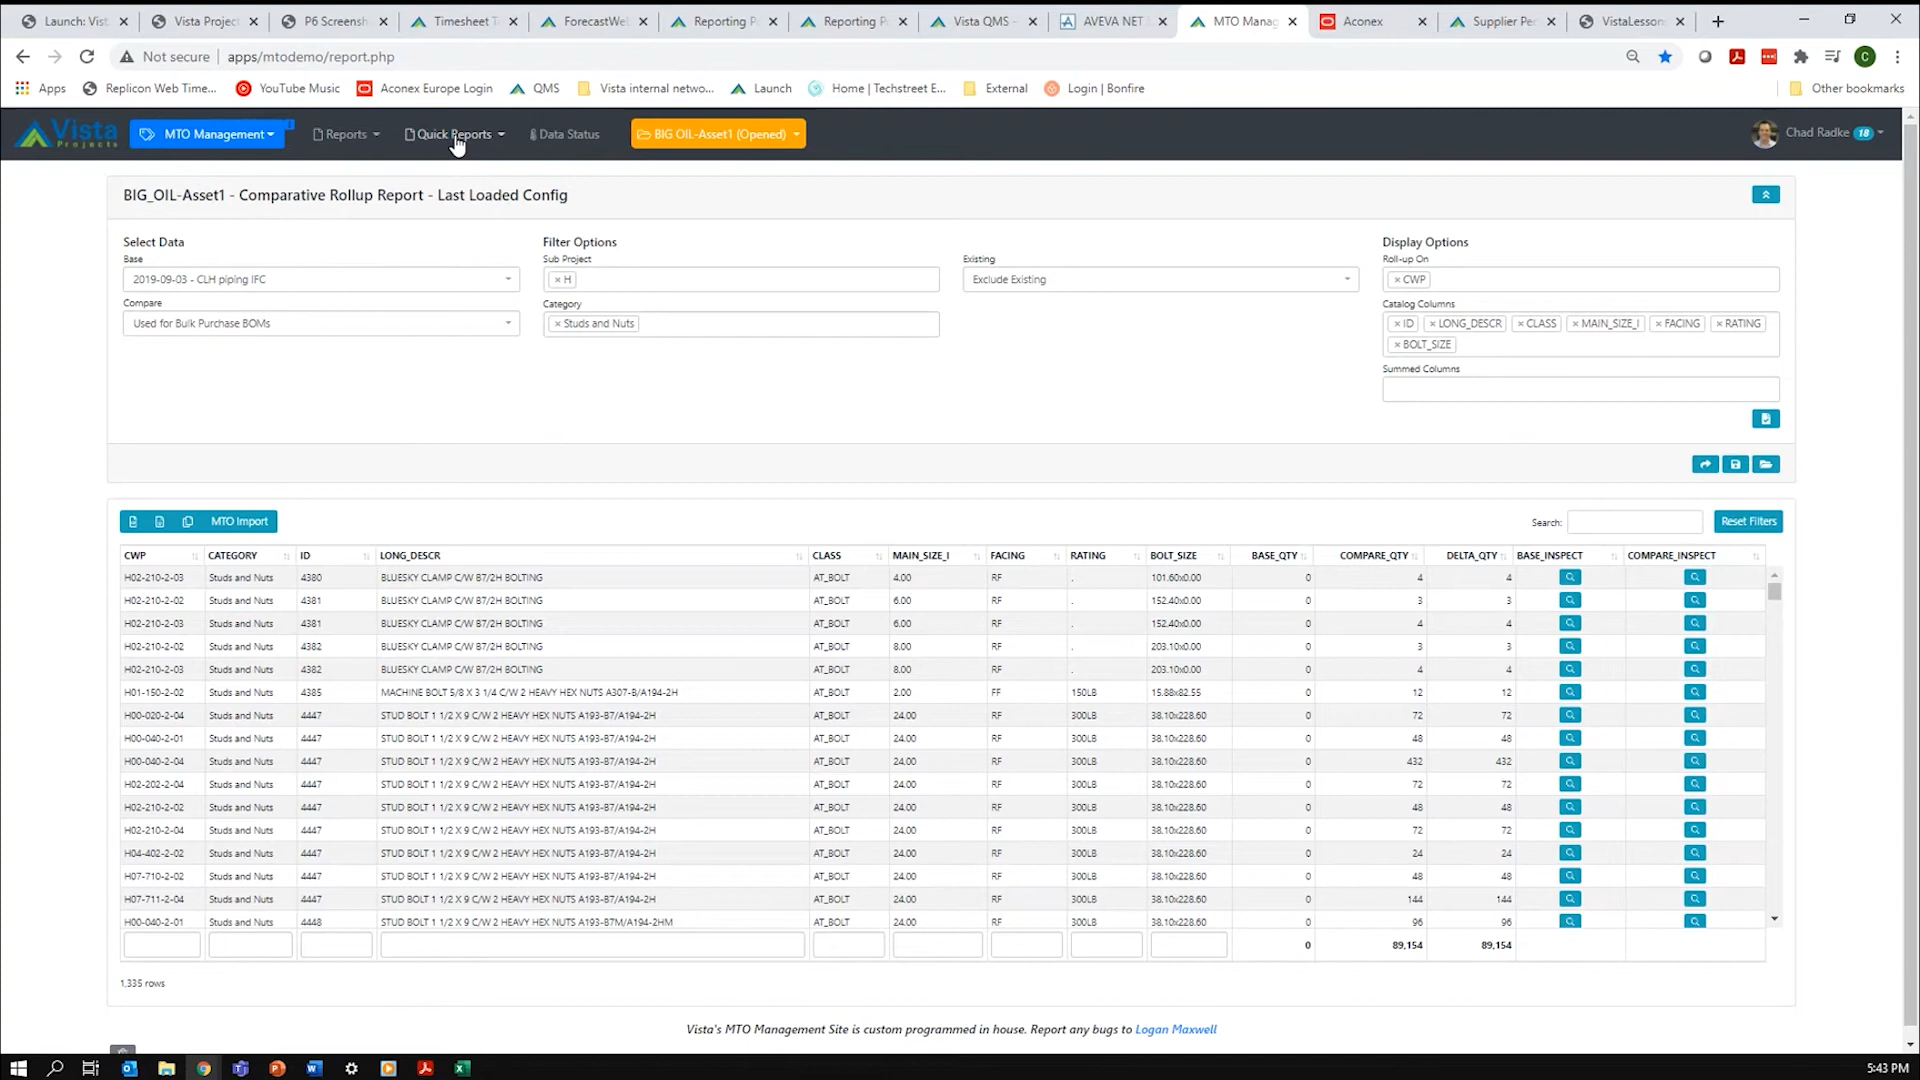 Launch: Vist
Vista Project
P6 Screensh
Timesheet T
ForecastWeb
Reporting P
Reporting P
Vista QMS -
AVEVA NET
MTO Manag
Aconex
Supplier Per
VistaLesson
Not secure | apps/mtodemo/report.php
C
Apps
Replicon Web Time...
YouTube Music
Aconex Europe Login
QMS
Vista internal netwo...
Launch
Home | Techstreet E...
External
Login | Bonfire
Other bookmarks
Vista
Projects
MTO Management
Reports
Quick Reports
Data Status
BIG OIL-Asset1 (Opened)
Chad Radke 18
BIG_OIL-Asset1 - Comparative Rollup Report - Last Loaded Config
Select Data
Base
2019-09-03 - CLH piping IFC
Compare
Used for Bulk Purchase BOMs
Filter Options
Sub Project
× H
Category
× Studs and Nuts
Existing
Exclude Existing
Display Options
Roll-up On
× CWP
Catalog Columns
× ID × LONG_DESCR × CLASS × MAIN_SIZE_I × FACING × RATING
× BOLT_SIZE
Summed Columns
MTO Import
Search:
Reset Filters
CWP CATEGORY ID LONG_DESCR CLASS MAIN_SIZE_I FACING RATING BOLT_SIZE BASE_QTY COMPARE_QTY DELTA_QTY BASE_INSPECT COMPARE_INSPECT
H02-210-2-03 Studs and Nuts 4380 BLUESKY CLAMP C/W B7/2H BOLTING AT_BOLT 4.00 RF . 101.60x0.00 0 4 4
H02-210-2-02 Studs and Nuts 4381 BLUESKY CLAMP C/W B7/2H BOLTING AT_BOLT 6.00 RF . 152.40x0.00 0 3 3
H02-210-2-03 Studs and Nuts 4381 BLUESKY CLAMP C/W B7/2H BOLTING AT_BOLT 6.00 RF . 152.40x0.00 0 4 4
H02-210-2-02 Studs and Nuts 4382 BLUESKY CLAMP C/W B7/2H BOLTING AT_BOLT 8.00 RF . 203.10x0.00 0 3 3
H02-210-2-03 Studs and Nuts 4382 BLUESKY CLAMP C/W B7/2H BOLTING AT_BOLT 8.00 RF . 203.10x0.00 0 4 4
H01-150-2-02 Studs and Nuts 4385 MACHINE BOLT 5/8 X 3 1/4 C/W 2 HEAVY HEX NUTS A307-B/A194-2H AT_BOLT 2.00 FF 150LB 15.88x82.55 0 12 12
H00-020-2-04 Studs and Nuts 4447 STUD BOLT 1 1/2 X 9 C/W 2 HEAVY HEX NUTS A193-B7/A194-2H AT_BOLT 24.00 RF 300LB 38.10x228.60 0 72 72
H00-040-2-01 Studs and Nuts 4447 STUD BOLT 1 1/2 X 9 C/W 2 HEAVY HEX NUTS A193-B7/A194-2H AT_BOLT 24.00 RF 300LB 38.10x228.60 0 48 48
H00-040-2-04 Studs and Nuts 4447 STUD BOLT 1 1/2 X 9 C/W 2 HEAVY HEX NUTS A193-B7/A194-2H AT_BOLT 24.00 RF 300LB 38.10x228.60 0 432 432
H02-202-2-04 Studs and Nuts 4447 STUD BOLT 1 1/2 X 9 C/W 2 HEAVY HEX NUTS A193-B7/A194-2H AT_BOLT 24.00 RF 300LB 38.10x228.60 0 72 72
H02-210-2-02 Studs and Nuts 4447 STUD BOLT 1 1/2 X 9 C/W 2 HEAVY HEX NUTS A193-B7/A194-2H AT_BOLT 24.00 RF 300LB 38.10x228.60 0 48 48
H02-210-2-04 Studs and Nuts 4447 STUD BOLT 1 1/2 X 9 C/W 2 HEAVY HEX NUTS A193-B7/A194-2H AT_BOLT 24.00 RF 300LB 38.10x228.60 0 72 72
H04-402-2-02 Studs and Nuts 4447 STUD BOLT 1 1/2 X 9 C/W 2 HEAVY HEX NUTS A193-B7/A194-2H AT_BOLT 24.00 RF 300LB 38.10x228.60 0 24 24
H07-710-2-02 Studs and Nuts 4447 STUD BOLT 1 1/2 X 9 C/W 2 HEAVY HEX NUTS A193-B7/A194-2H AT_BOLT 24.00 RF 300LB 38.10x228.60 0 48 48
H07-711-2-04 Studs and Nuts 4447 STUD BOLT 1 1/2 X 9 C/W 2 HEAVY HEX NUTS A193-B7/A194-2H AT_BOLT 24.00 RF 300LB 38.10x228.60 0 144 144
H00-040-2-01 Studs and Nuts 4448 STUD BOLT 1 1/2 X 9 C/W 2 HEAVY HEX NUTS A193-B7M/A194-2HM AT_BOLT 24.00 RF 300LB 38.10x228.60 0 96 96
0 89,154 89,154
1,335 rows
Vista's MTO Management Site is custom programmed in house. Report any bugs to Logan Maxwell
5:43 PM